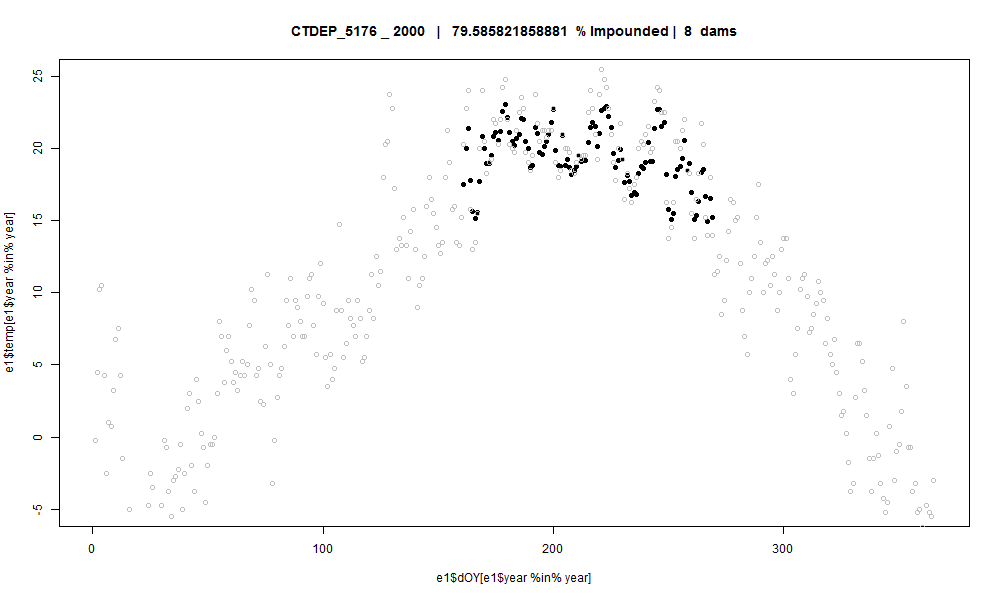 CTDEP_5176 _ 2000 | 79.585821858881 % Impounded | 8 dams
e1$temp[e1$year %in% year]
25
20
15
10
5
0
-5
0 100 200 300
e1$dOY[e1$year %in% year]